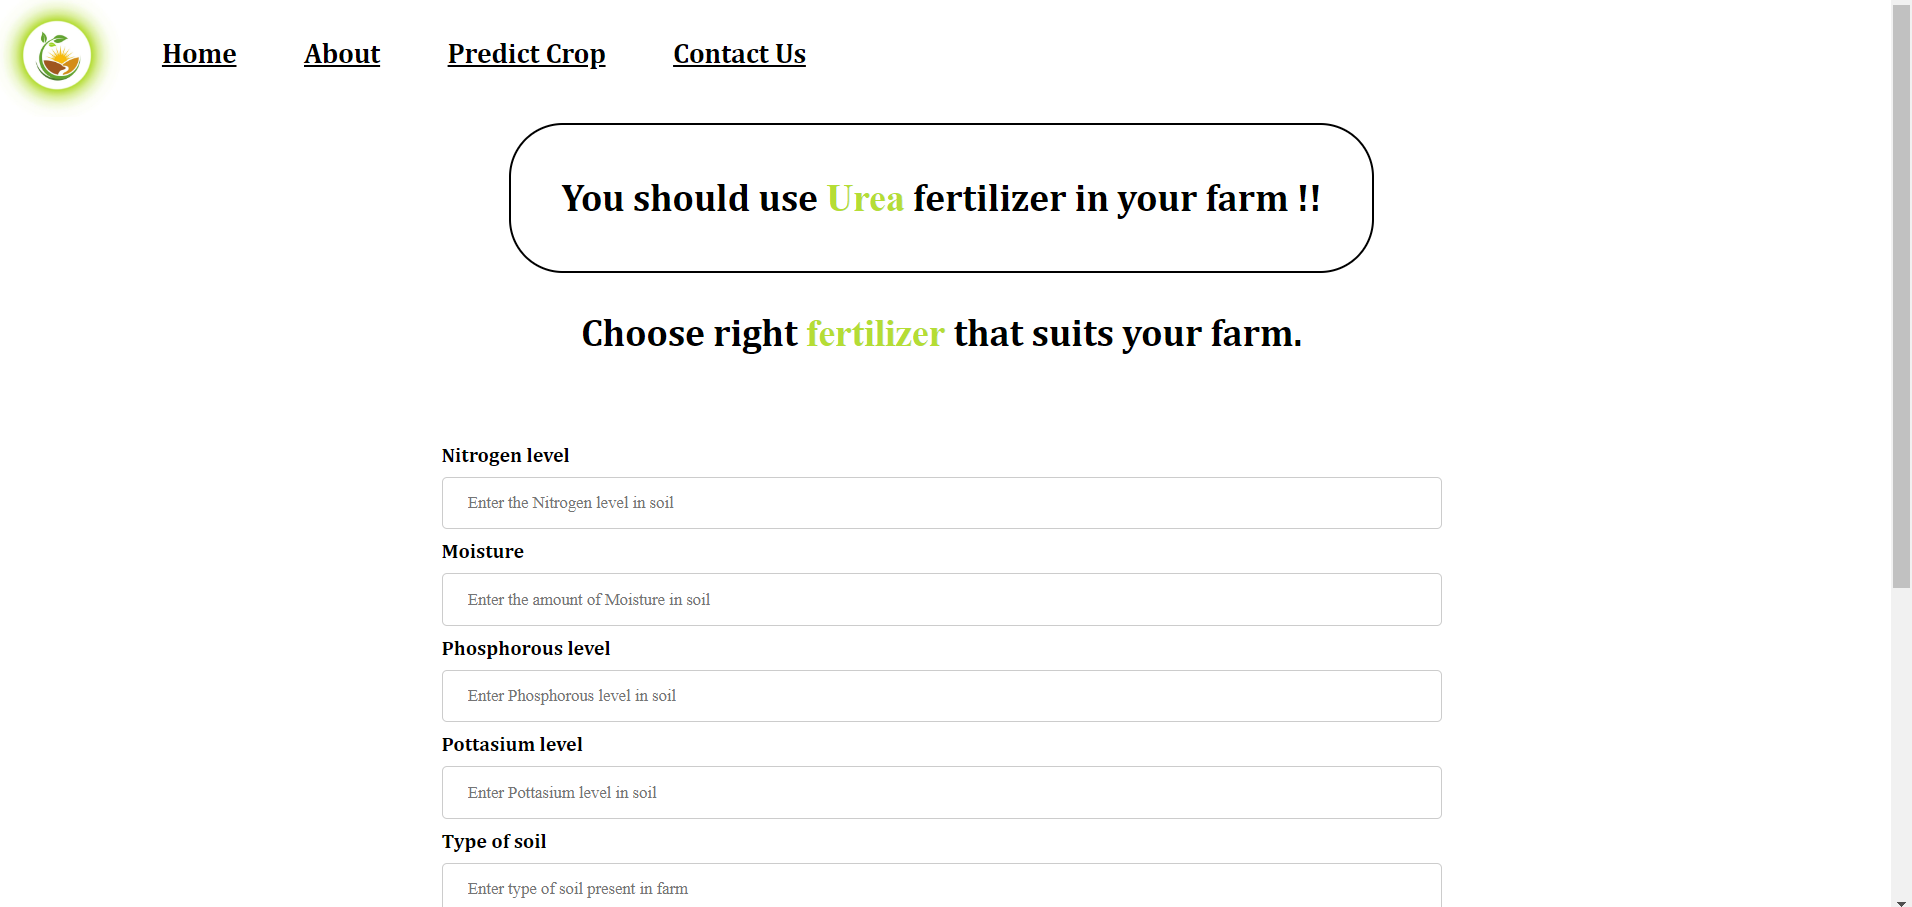 Home About Predict Crop Contact Us
You should use Urea fertilizer in your farm !!
Choose right fertilizer that suits your farm.
Nitrogen level
Enter the Nitrogen level in soil
Moisture
Enter the amount of Moisture in soil
Phosphorous level
Enter Phosphorous level in soil
Pottasium level
Enter Pottasium level in soil
Type of soil
Enter type of soil present in farm